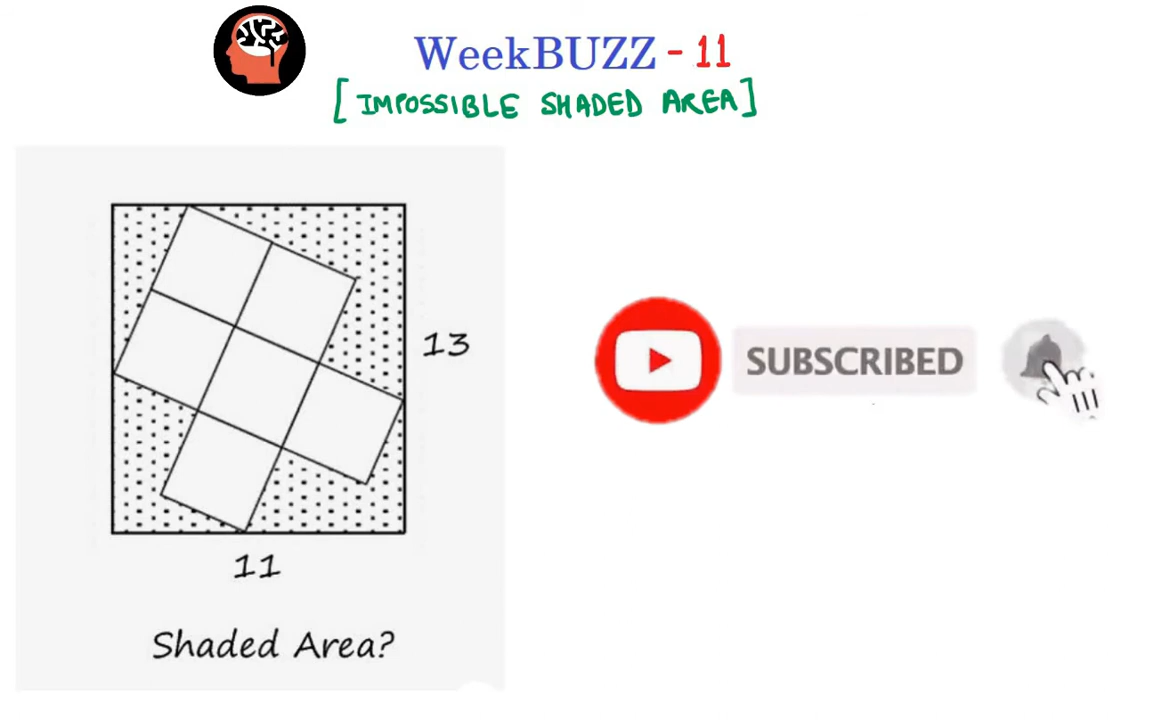 WeekBUZZ - 11
[IMPOSSIBLE SHADED AREA]
13
11
Shaded Area?
SUBSCRIBED